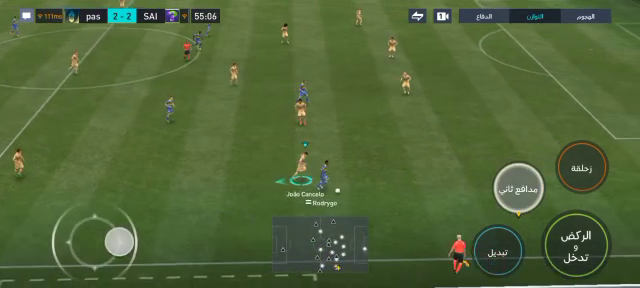 111ms pas 2 - 2 SAI 55:06
الدفاع التوازن الهجوم
زحلقة
مدافع ثاني
João Cancelo
Rodrygo
تبديل
الركض
و
تدخل